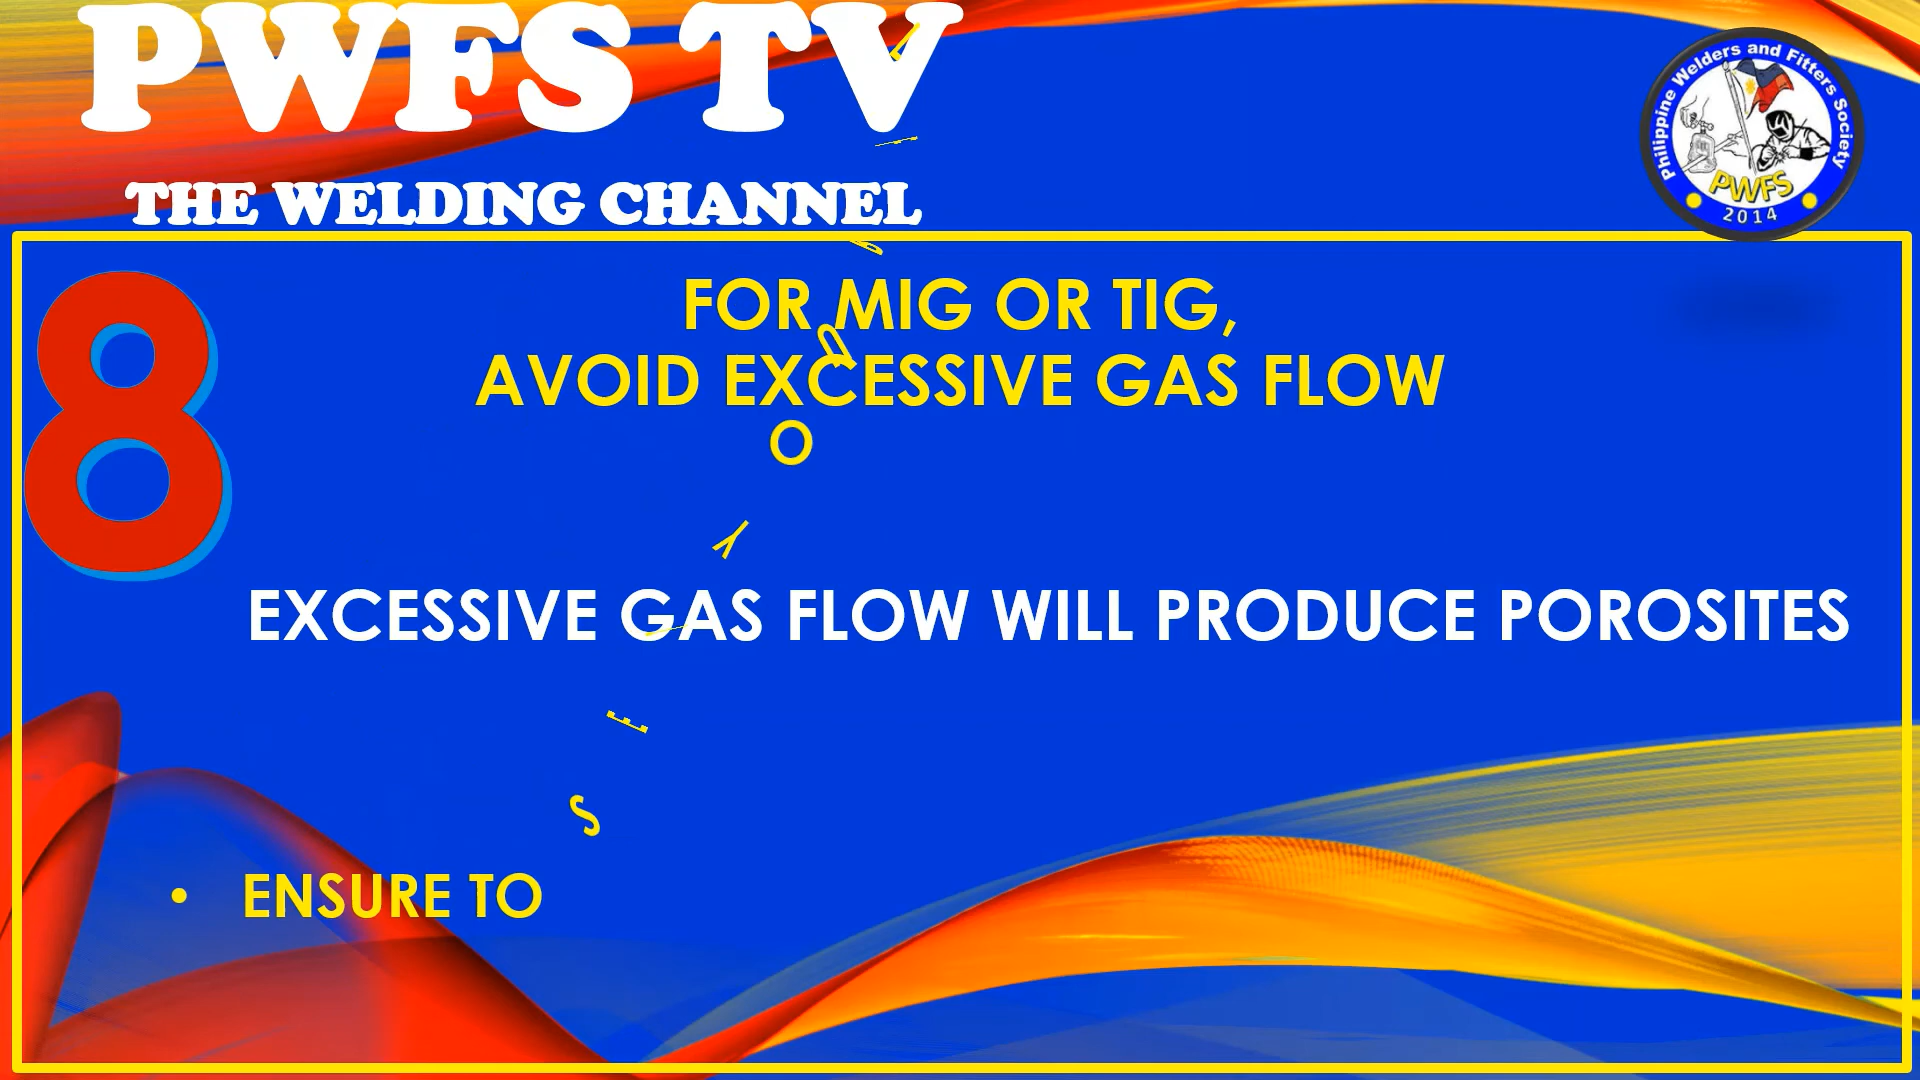 PWFS TV
THE WELDING CHANNEL
Philippine Welders and Fitters Society
PWFS
2014
8
FOR MIG OR TIG,
AVOID EXCESSIVE GAS FLOW
EXCESSIVE GAS FLOW WILL PRODUCE POROSITES
• ENSURE TO